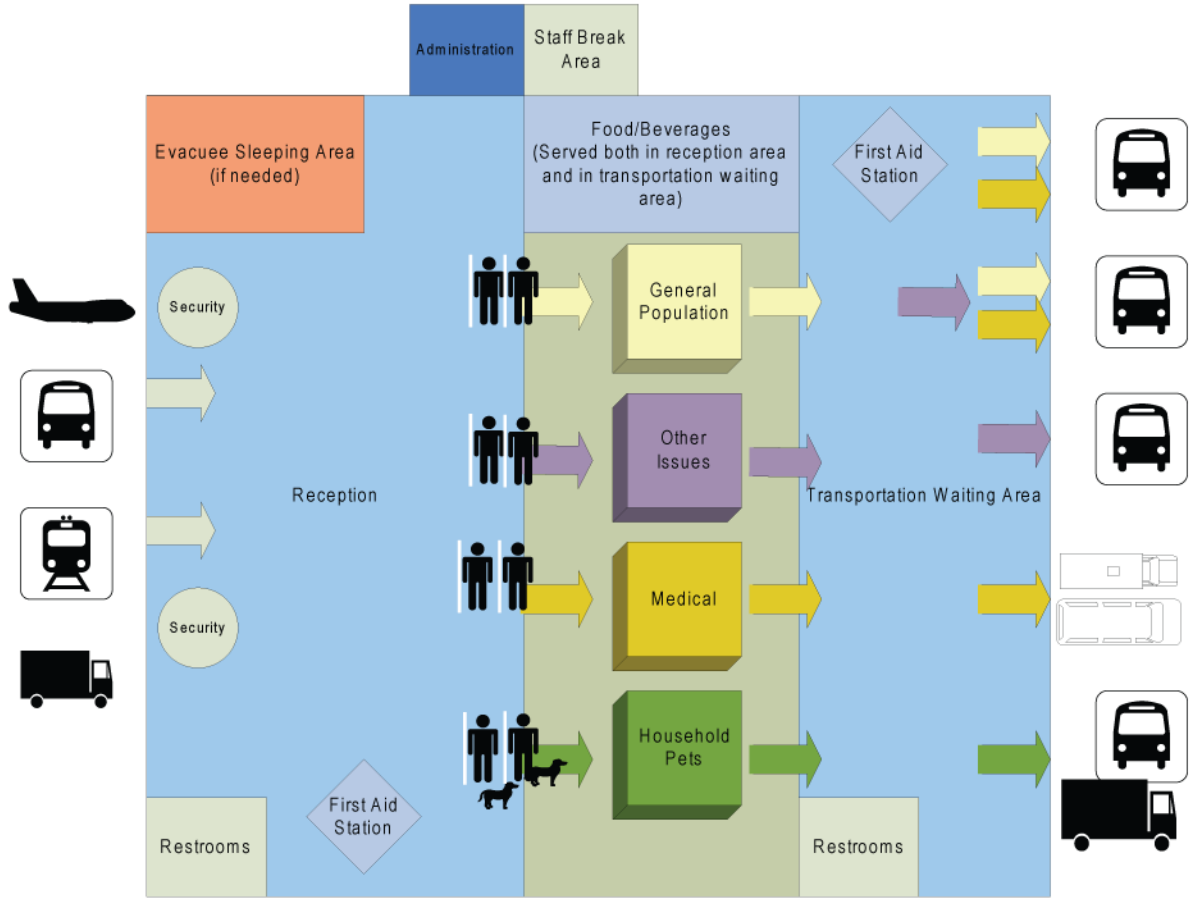 Administration
Staff Break
Area
Evacuee Sleeping Area
(if needed)
Food/Beverages
(Served both in reception area
and in transportation waiting
area)
First Aid
Station
Security
General
Population
Other
Issues
Reception
Transportation Waiting Area
Medical
Security
Household
Pets
First Aid
Station
Restrooms
Restrooms